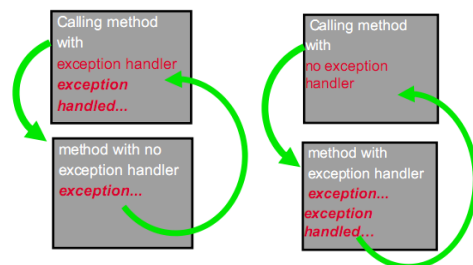 Calling method
with
exception handler
exception
handled...
method with no
exception handler
exception...
Calling method
with
no exception
handler
method with
exception handler
exception...
exception
handled...